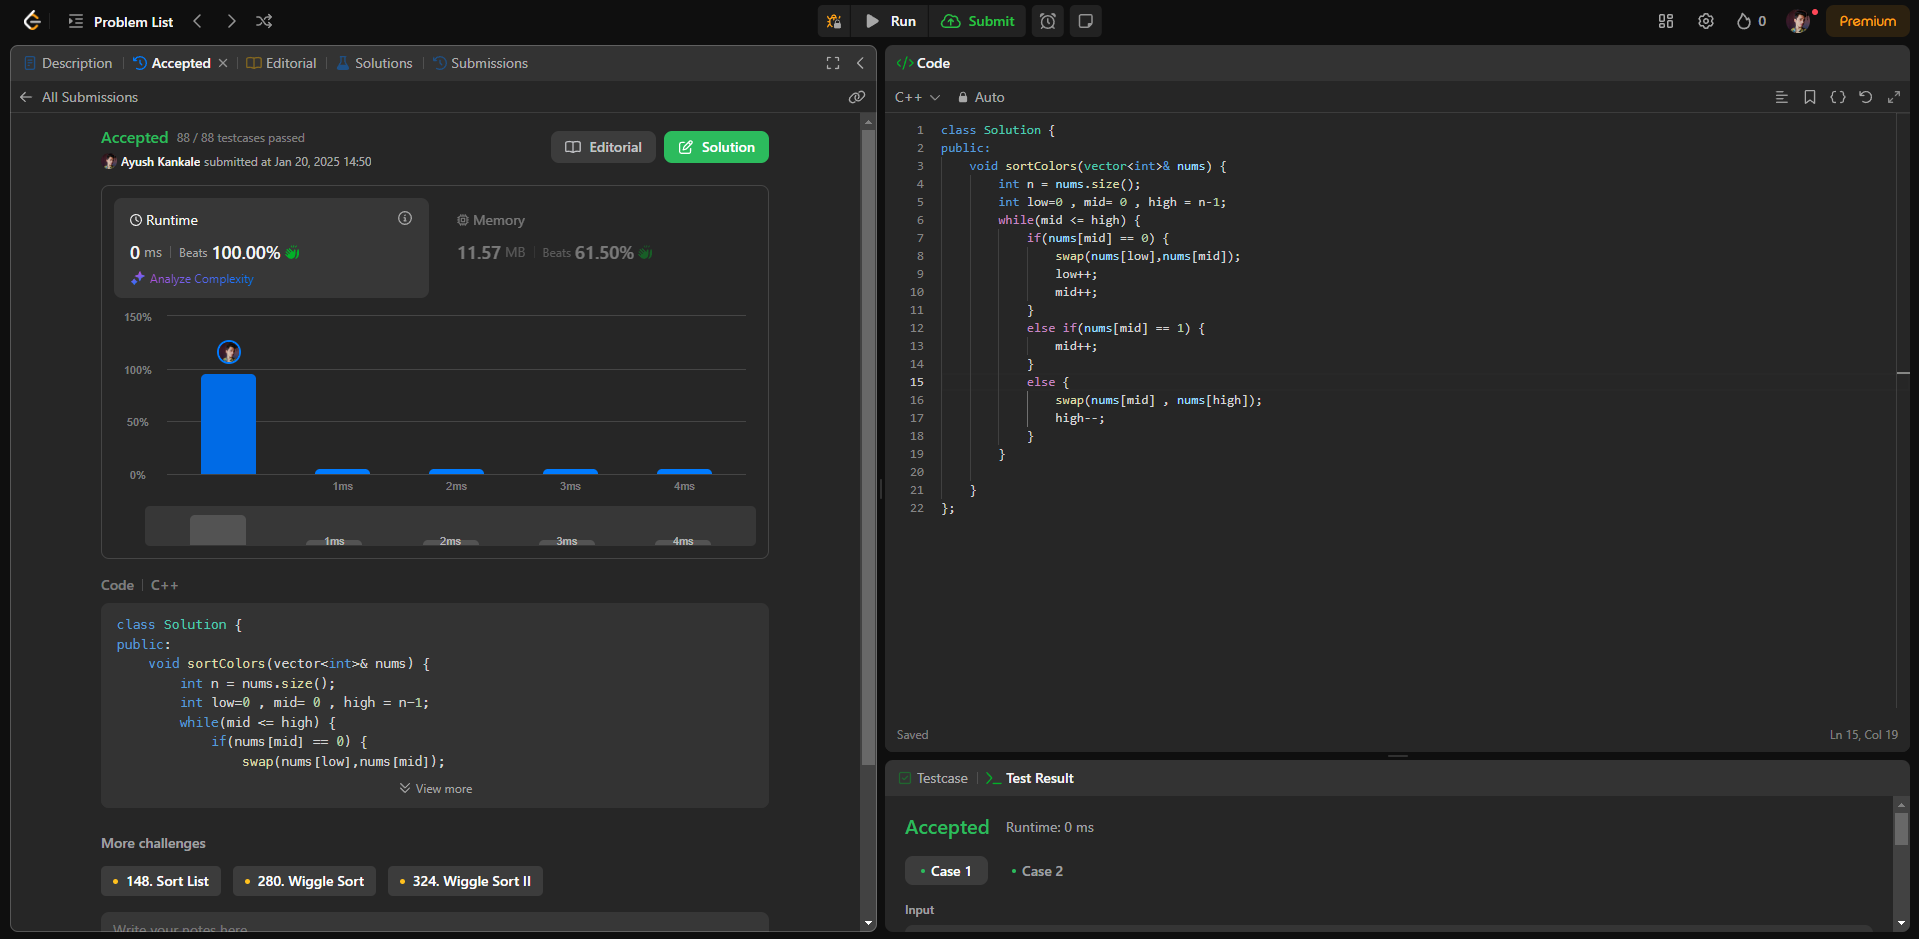 Problem List
Run
Submit
0
Premium
Description
Accepted
Editorial
Solutions
Submissions
All Submissions
Accepted 88 / 88 testcases passed
Ayush Kankale submitted at Jan 20, 2025 14:50
Editorial
Solution
Runtime
0 ms Beats 100.00%
Analyze Complexity
Memory
11.57 MB Beats 61.50%
150%
100%
50%
0%
1ms 2ms 3ms 4ms
1ms 2ms 3ms 4ms
Code C++
class Solution {
public:
    void sortColors(vector<int>& nums) {
        int n = nums.size();
        int low=0 , mid= 0 , high = n-1;
        while(mid <= high) {
            if(nums[mid] == 0) {
                swap(nums[low],nums[mid]);
View more
More challenges
148. Sort List
280. Wiggle Sort
324. Wiggle Sort II
Write your notes here
</> Code
C++
Auto
1 class Solution {
2 public:
3     void sortColors(vector<int>& nums) {
4         int n = nums.size();
5         int low=0 , mid= 0 , high = n-1;
6         while(mid <= high) {
7             if(nums[mid] == 0) {
8                 swap(nums[low],nums[mid]);
9                 low++;
10                 mid++;
11             }
12             else if(nums[mid] == 1) {
13                 mid++;
14             }
15             else {
16                 swap(nums[mid] , nums[high]);
17                 high--;
18             }
19         }
20
21     }
22 };
Saved
Ln 15, Col 19
Testcase
Test Result
Accepted Runtime: 0 ms
Case 1
Case 2
Input